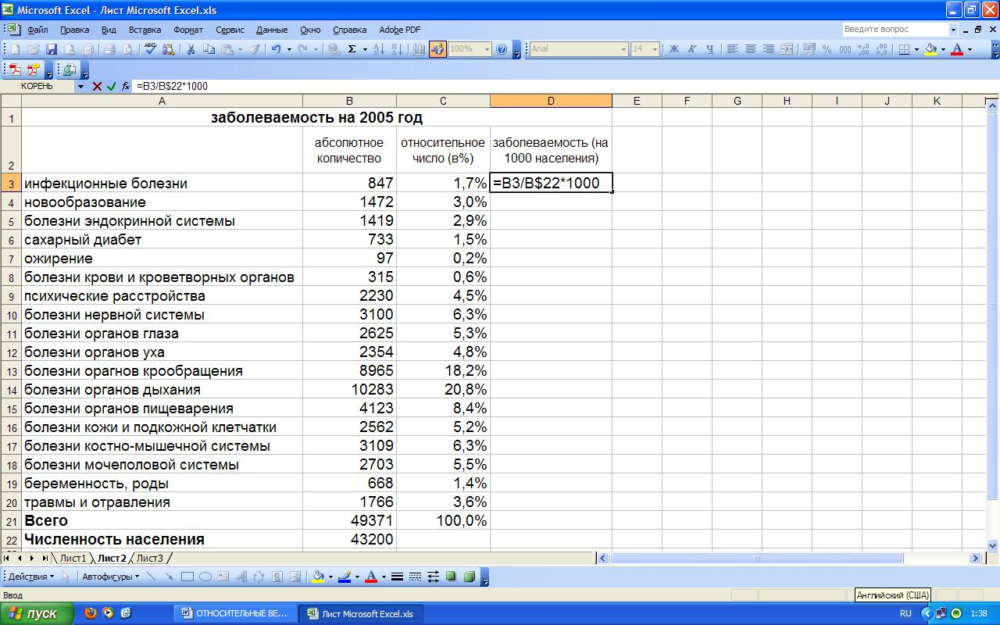 Microsoft Excel - Лист Microsoft Excel.xls
Файл Правка Вид Вставка Формат Сервис Данные Окно Справка Adobe PDF Введите вопрос
100% Arial 14 Ж К Ч
КОРЕНЬ fx =B3/B$22*1000
A B C D E F G H I J K
1 заболеваемость на 2005 год
2 абсолютное количество относительное число (в%) заболеваемость (на 1000 населения)
3 инфекционные болезни 847 1,7% =B3/B$22*1000
4 новообразование 1472 3,0%
5 болезни эндокринной системы 1419 2,9%
6 сахарный диабет 733 1,5%
7 ожирение 97 0,2%
8 болезни крови и кроветворных органов 315 0,6%
9 психические расстройства 2230 4,5%
10 болезни нервной системы 3100 6,3%
11 болезни органов глаза 2625 5,3%
12 болезни органов уха 2354 4,8%
13 болезни орагнов крообращения 8965 18,2%
14 болезни органов дыхания 10283 20,8%
15 болезни органов пищеварения 4123 8,4%
16 болезни кожи и подкожной клетчатки 2562 5,2%
17 болезни костно-мышечной системы 3109 6,3%
18 болезни мочеполовой системы 2703 5,5%
19 беременность, роды 668 1,4%
20 травмы и отравления 1766 3,6%
21 Всего 49371 100,0%
22 Численность населения 43200
Лист1 Лист2 Лист3
Действия Автофигуры
Ввод Английский (США)
пуск ОТНОСИТЕЛЬНЫЕ ВЕ... Лист Microsoft Excel.xls RU 1:38